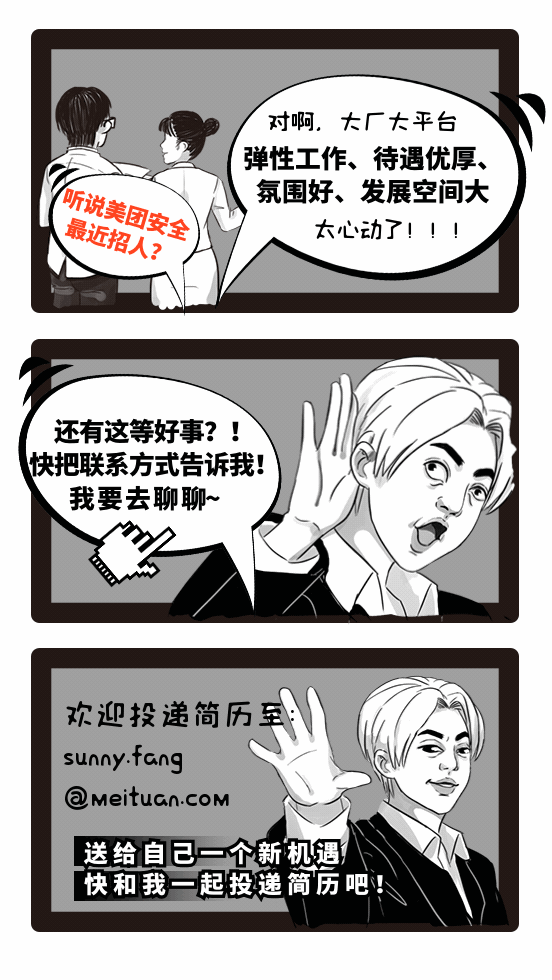 听说美团安全
最近招人？
对啊，大厂大平台
弹性工作、待遇优厚、
氛围好、发展空间大
太心动了！！！
还有这等好事？！
快把联系方式告诉我！
我要去聊聊~
欢迎投递简历至：
sunny.fang
@meituan.com
送给自己一个新机遇
快和我一起投递简历吧！